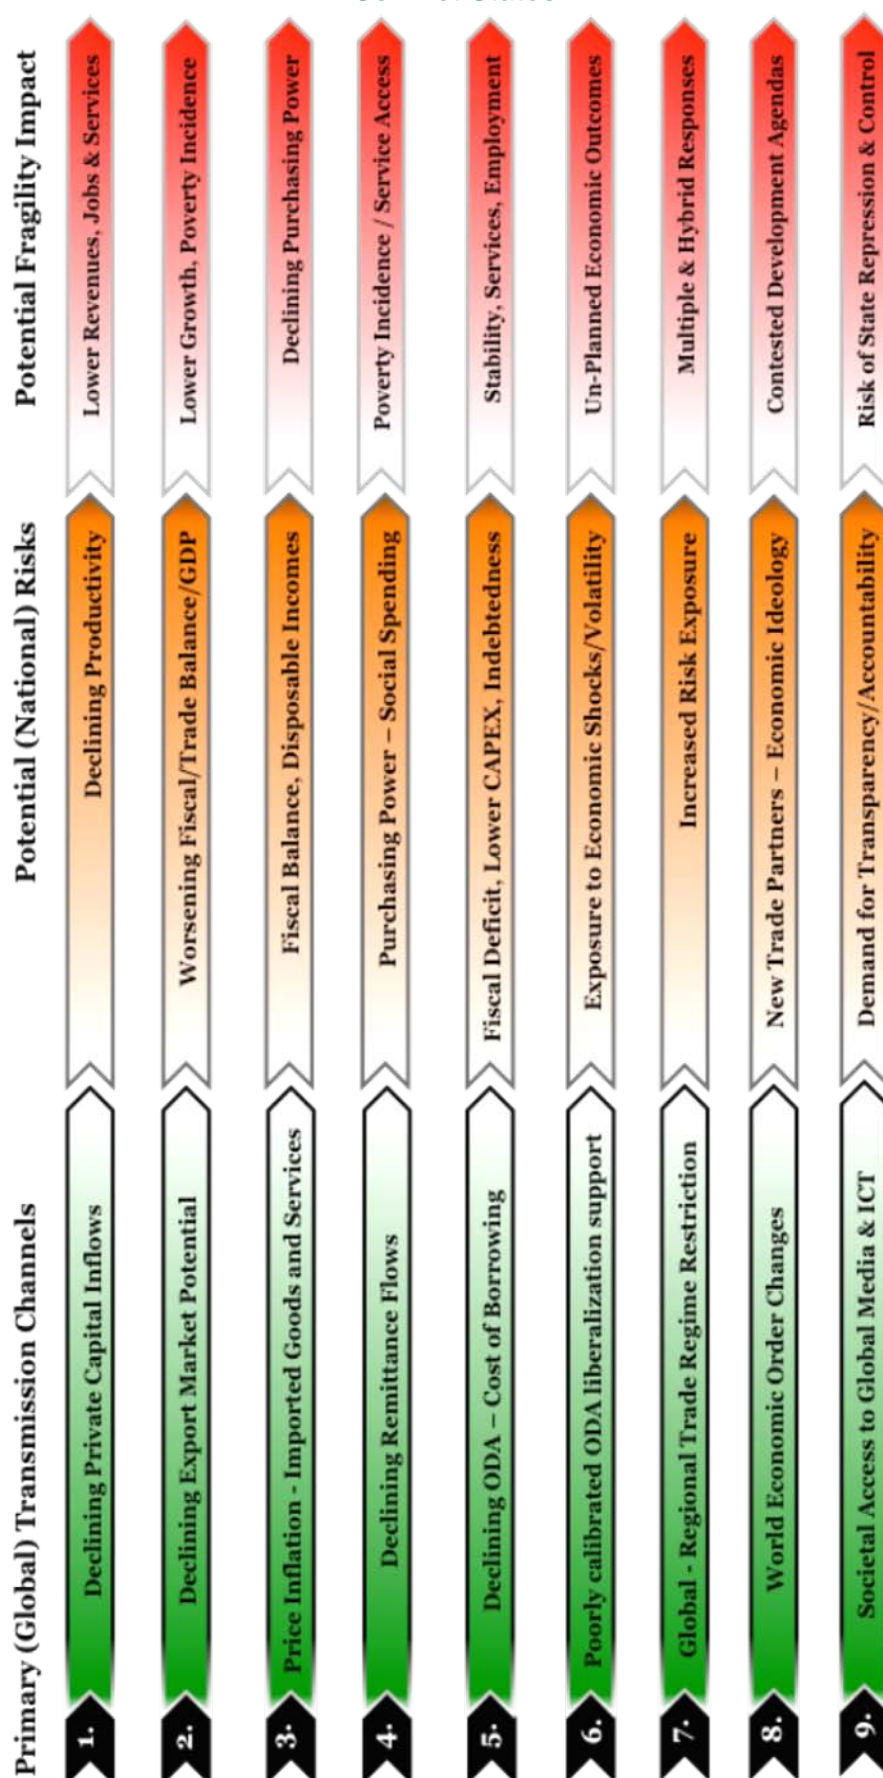 Primary (Global) Transmission Channels
Potential (National) Risks
Potential Fragility Impact
1.
Declining Private Capital Inflows
Declining Productivity
Lower Revenues, Jobs & Services
2.
Declining Export Market Potential
Worsening Fiscal/Trade Balance/GDP
Lower Growth, Poverty Incidence
3.
Price Inflation - Imported Goods and Services
Fiscal Balance, Disposable Incomes
Declining Purchasing Power
4.
Declining Remittance Flows
Purchasing Power – Social Spending
Poverty Incidence / Service Access
5.
Declining ODA – Cost of Borrowing
Fiscal Deficit, Lower CAPEX, Indebtedness
Stability, Services, Employment
6.
Poorly calibrated ODA liberalization support
Exposure to Economic Shocks/Volatility
Un-Planned Economic Outcomes
7.
Global - Regional Trade Regime Restriction
Increased Risk Exposure
Multiple & Hybrid Responses
8.
World Economic Order Changes
New Trade Partners – Economic Ideology
Contested Development Agendas
9.
Societal Access to Global Media & ICT
Demand for Transparency/Accountability
Risk of State Repression & Control